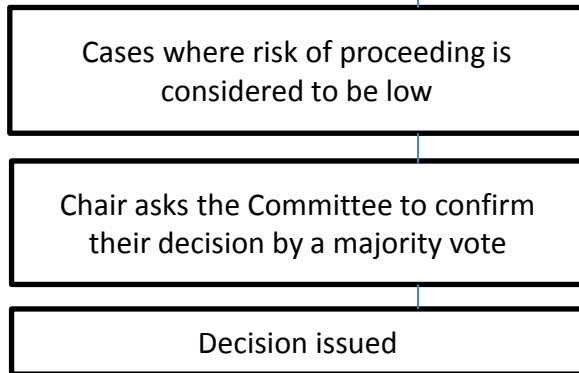 Cases where risk of proceeding is
considered to be low
Chair asks the Committee to confirm
their decision by a majority vote
Decision issued